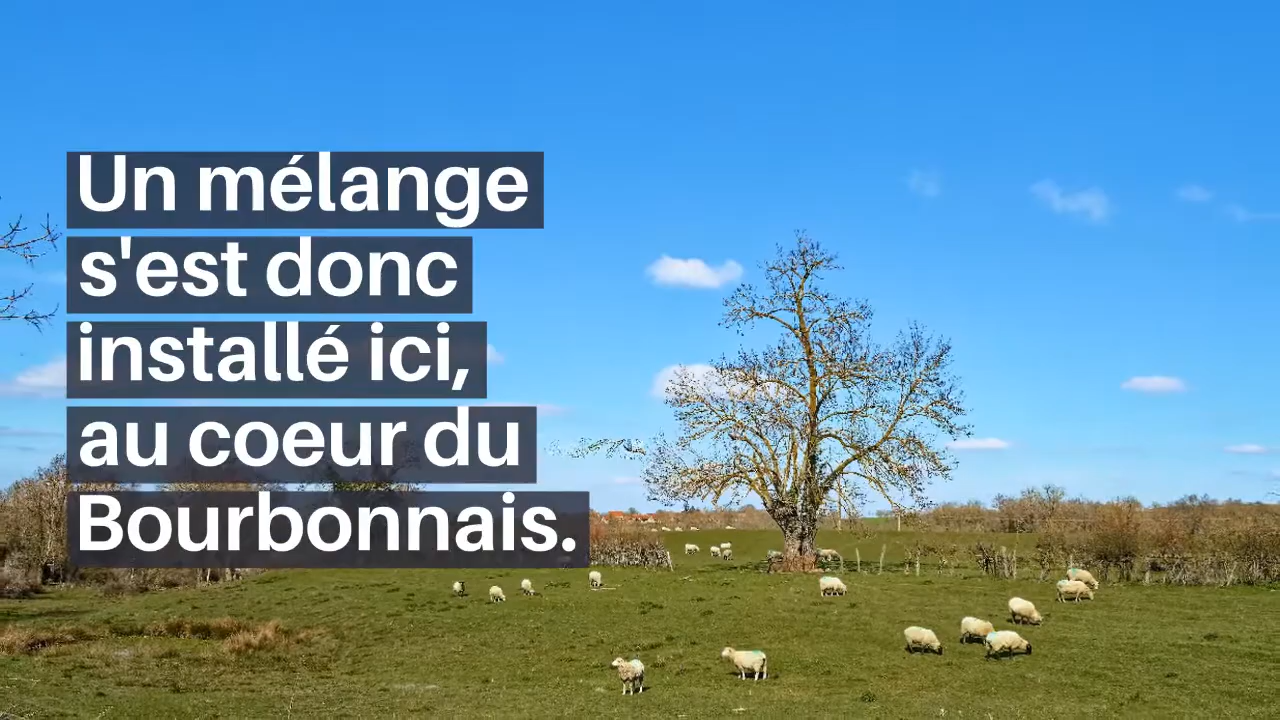 Un mélange
s'est donc
installé ici,
au coeur du
Bourbonnais.